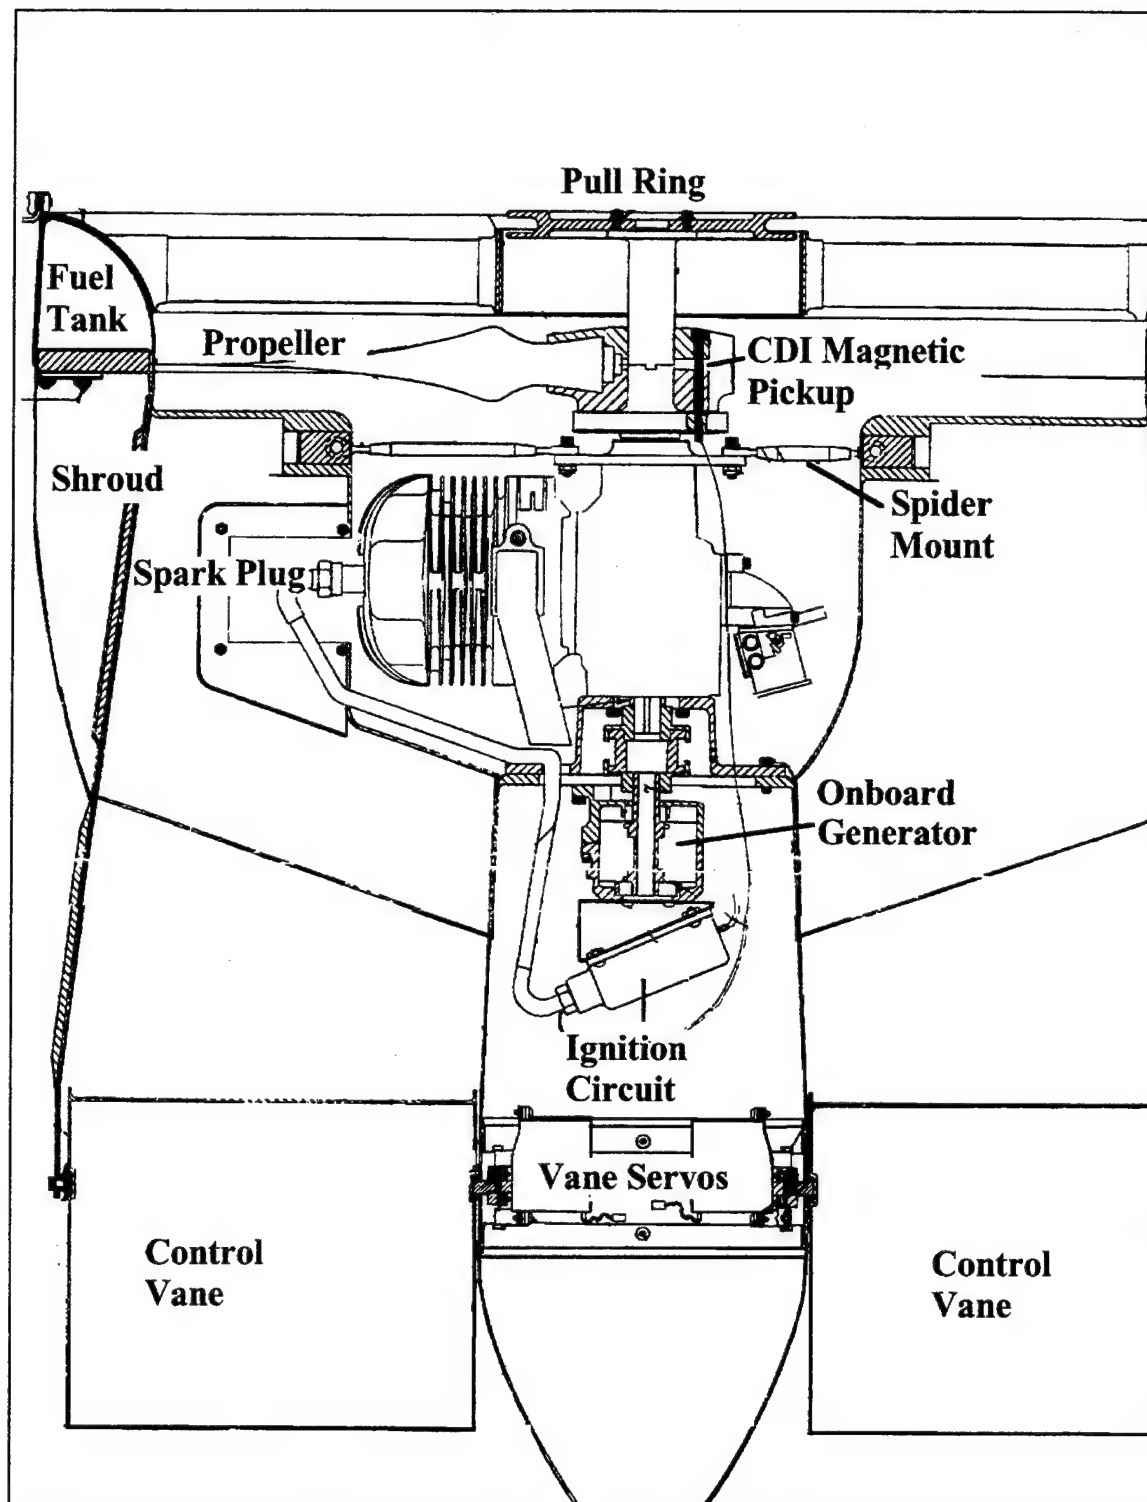 Pull Ring
Fuel
Tank
Propeller
CDI Magnetic
Pickup
Shroud
Spider
Mount
Spark Plug
Onboard
Generator
Ignition
Circuit
Vane Servos
Control
Vane
Control
Vane